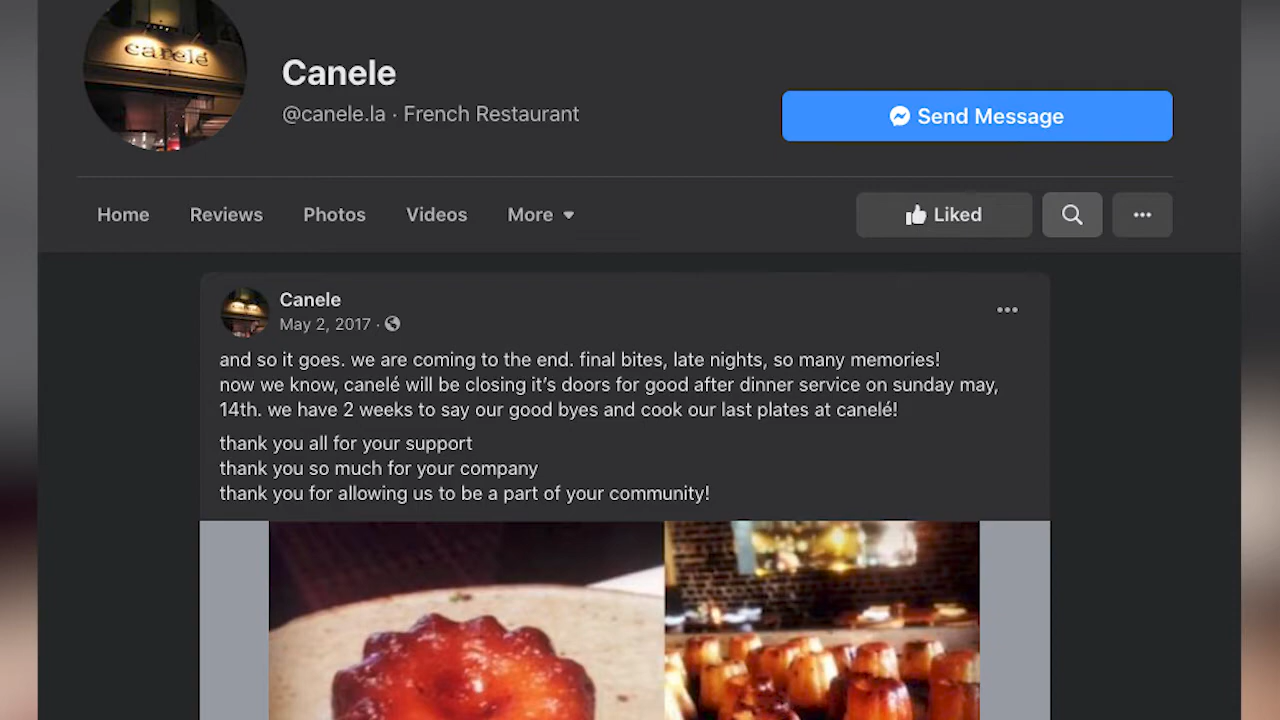 canelé
Canele
@canele.la · French Restaurant
Send Message
Home Reviews Photos Videos More
Liked
Canele
May 2, 2017 ·
and so it goes. we are coming to the end. final bites, late nights, so many memories!
now we know, canelé will be closing it’s doors for good after dinner service on sunday may,
14th. we have 2 weeks to say our good byes and cook our last plates at canelé!
thank you all for your support
thank you so much for your company
thank you for allowing us to be a part of your community!